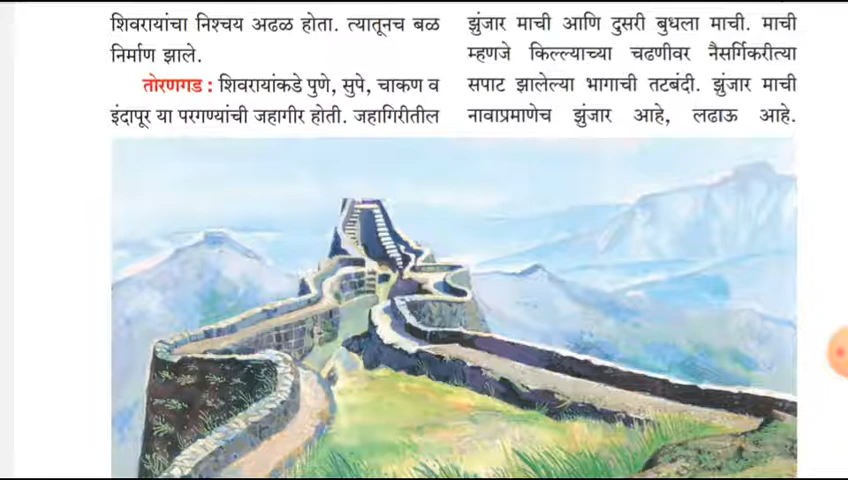 शिवरायांचा निश्चय अढळ होता. त्यातूनच बळ
निर्माण झाले.
तोरणगड : शिवरायांकडे पुणे, सुपे, चाकण व
इंदापूर या परगण्यांची जहागीर होती. जहागिरीतील
झुंजार माची आणि दुसरी बुधला माची. माची
म्हणजे किल्ल्याच्या चढणीवर नैसर्गिकरीत्या
सपाट झालेल्या भागाची तटबंदी. झुंजार माची
नावाप्रमाणेच झुंजार आहे, लढाऊ आहे.